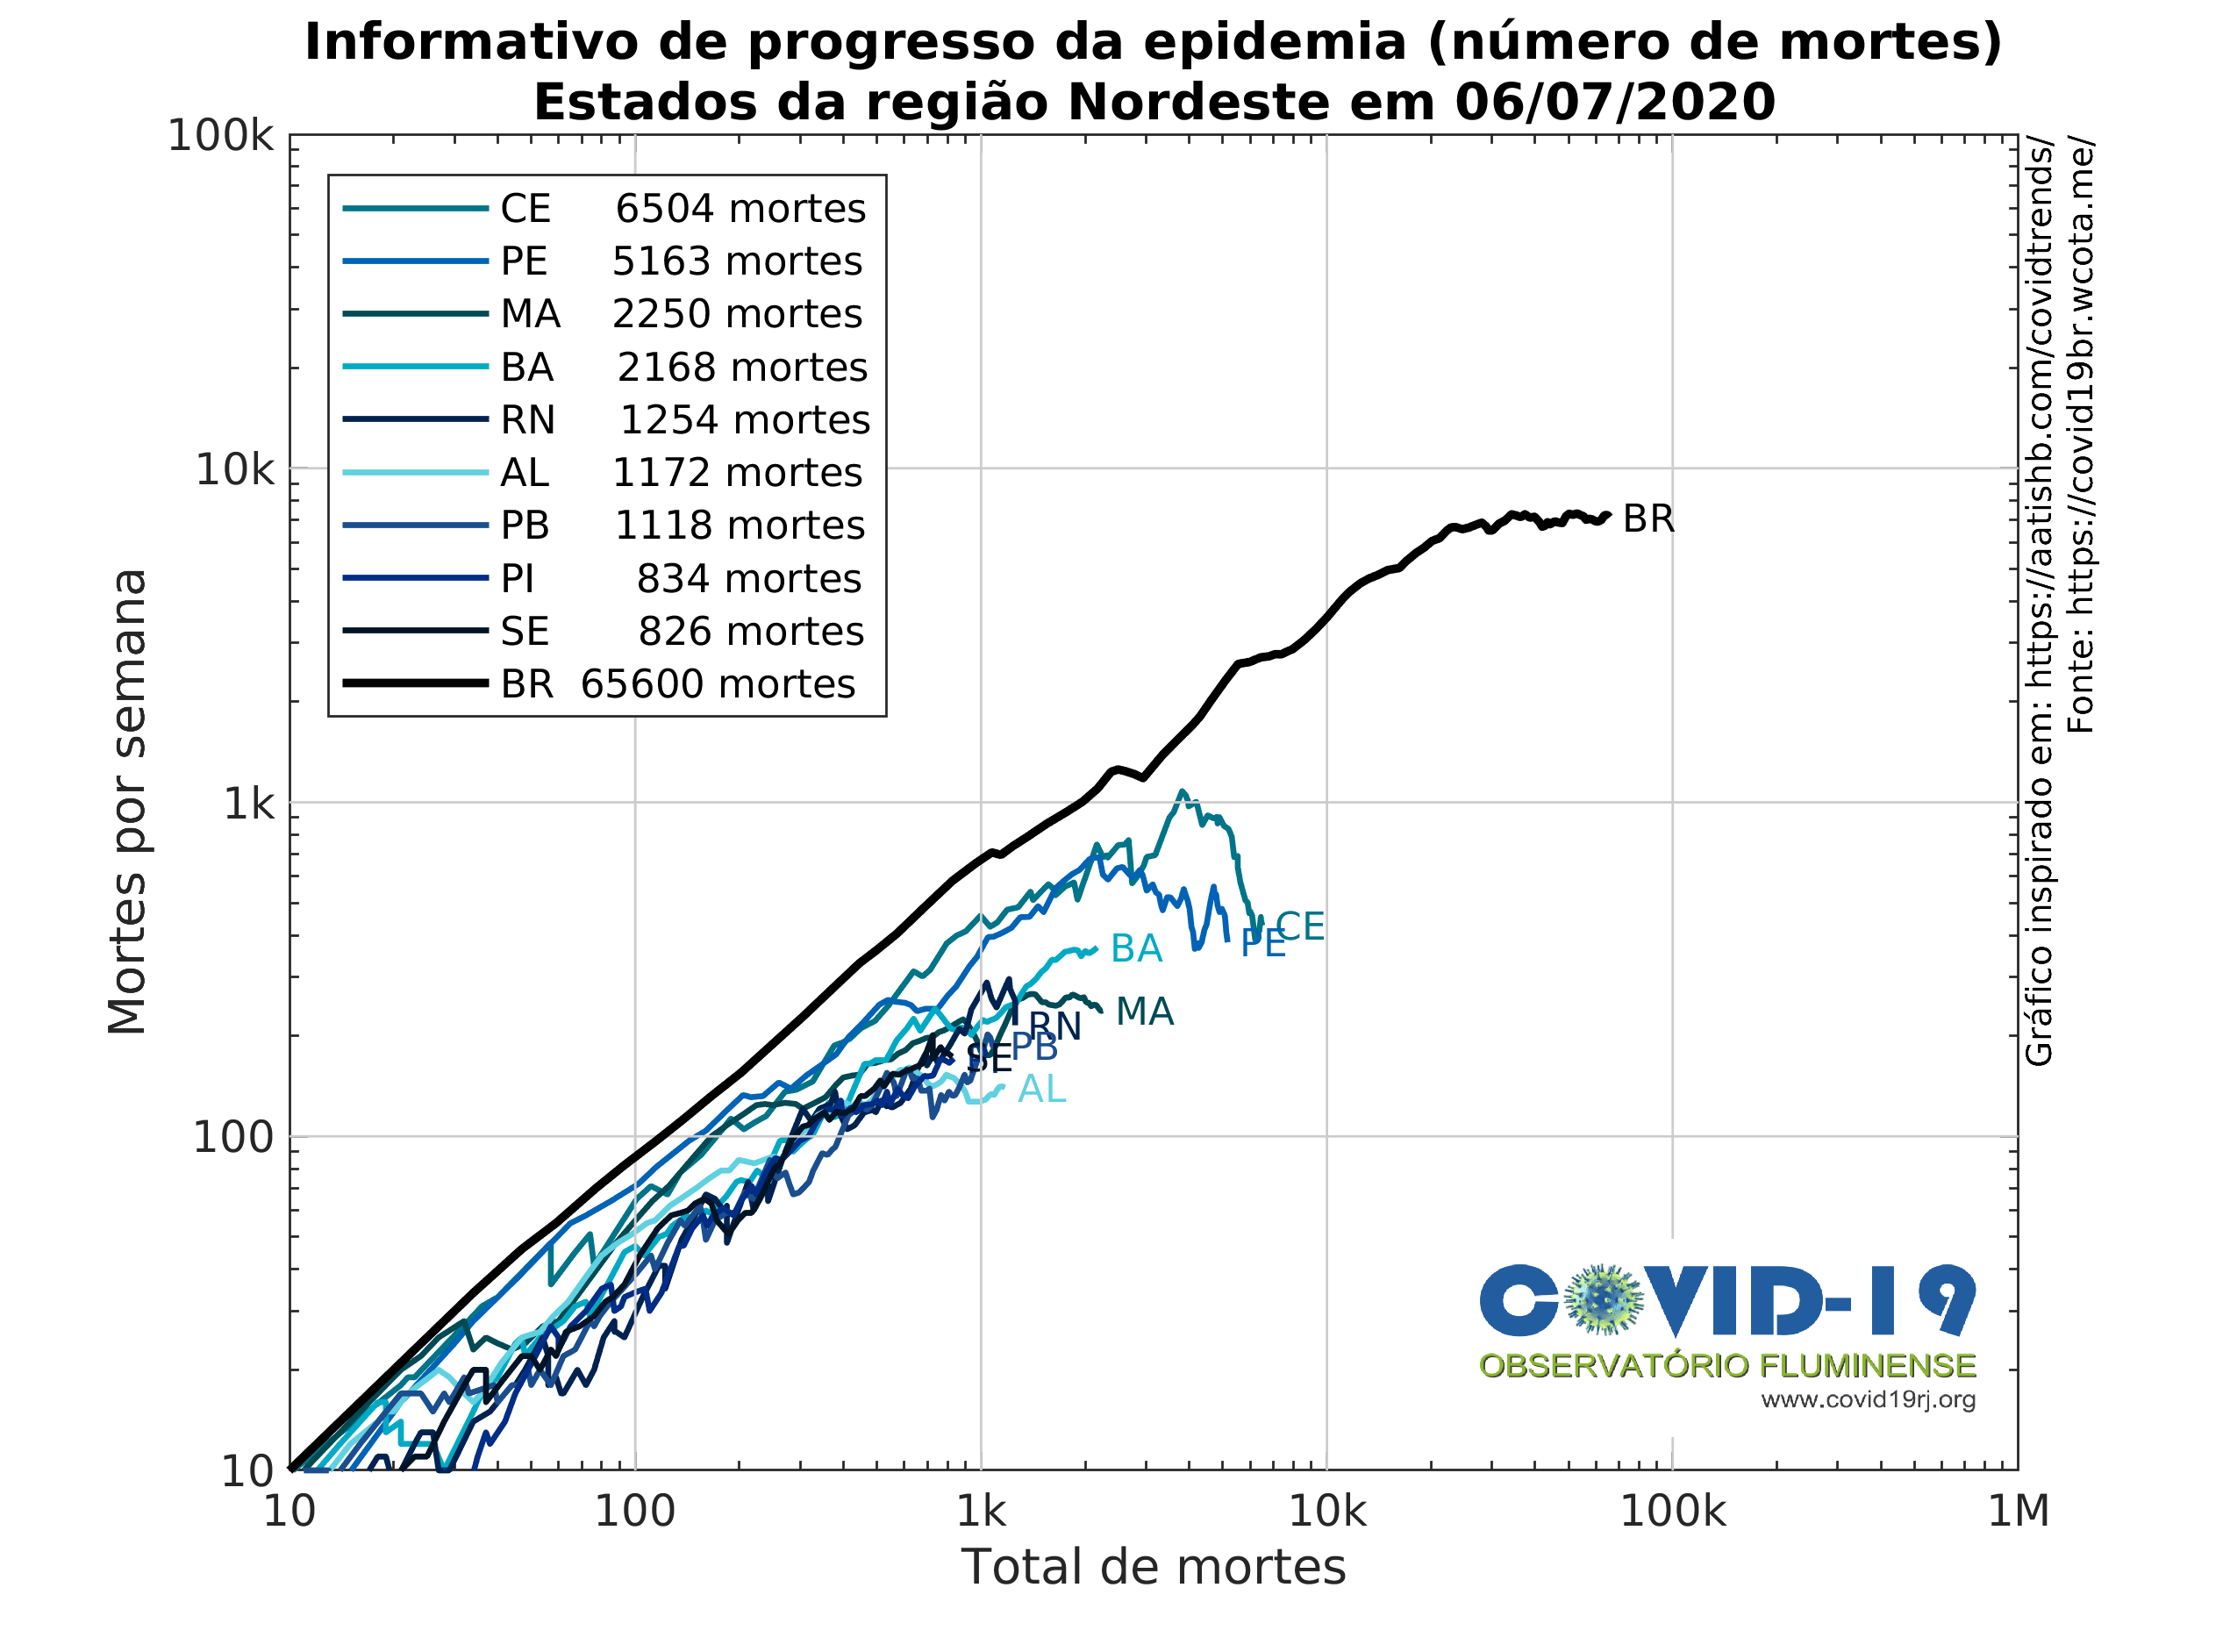 Informativo de progresso da epidemia (número de mortes)
Estados da região Nordeste em 06/07/2020
100k
10k
1k
100
10
Mortes por semana
CE 6504 mortes
PE 5163 mortes
MA 2250 mortes
BA 2168 mortes
RN 1254 mortes
AL 1172 mortes
PB 1118 mortes
PI 834 mortes
SE 826 mortes
BR 65600 mortes
BR
CE
PE
BA
MA
RN
PB
SE
AL
Gráfico inspirado em: https://aatishb.com/covidtrends/
Fonte: https://covid19br.wcota.me/
COVID-19
OBSERVATÓRIO FLUMINENSE
www.covid19rj.org
10
100
1k
10k
100k
1M
Total de mortes